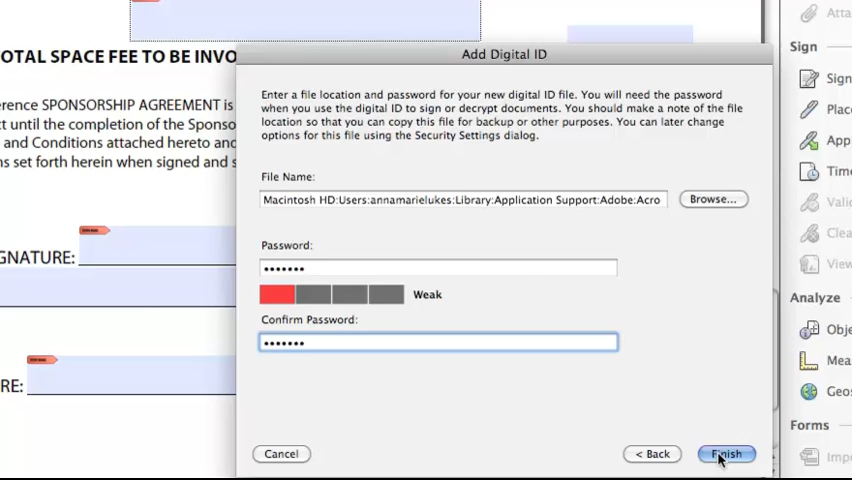 Atta
Add Digital ID
OTAL SPACE FEE TO BE INVO
Sign
Enter a file location and password for your new digital ID file. You will need the password
when you use the digital ID to sign or decrypt documents. You should make a note of the file
location so that you can copy this file for backup or other purposes. You can later change
options for this file using the Security Settings dialog.
Sign
Place
App
Time
Valid
Clea
View
erence SPONSORSHIP AGREEMENT is
ct until the completion of the Sponso
and Conditions attached hereto and
ns set forth herein when signed and s
File Name:
Macintosh HD:Users:annamarielukes:Library:Application Support:Adobe:Acro
Browse...
GNATURE:
Password:
•••••••
Weak
Analyze
Confirm Password:
•••••••
Obje
Mea
Geos
RE:
Forms
Cancel
< Back
Finish
Impo